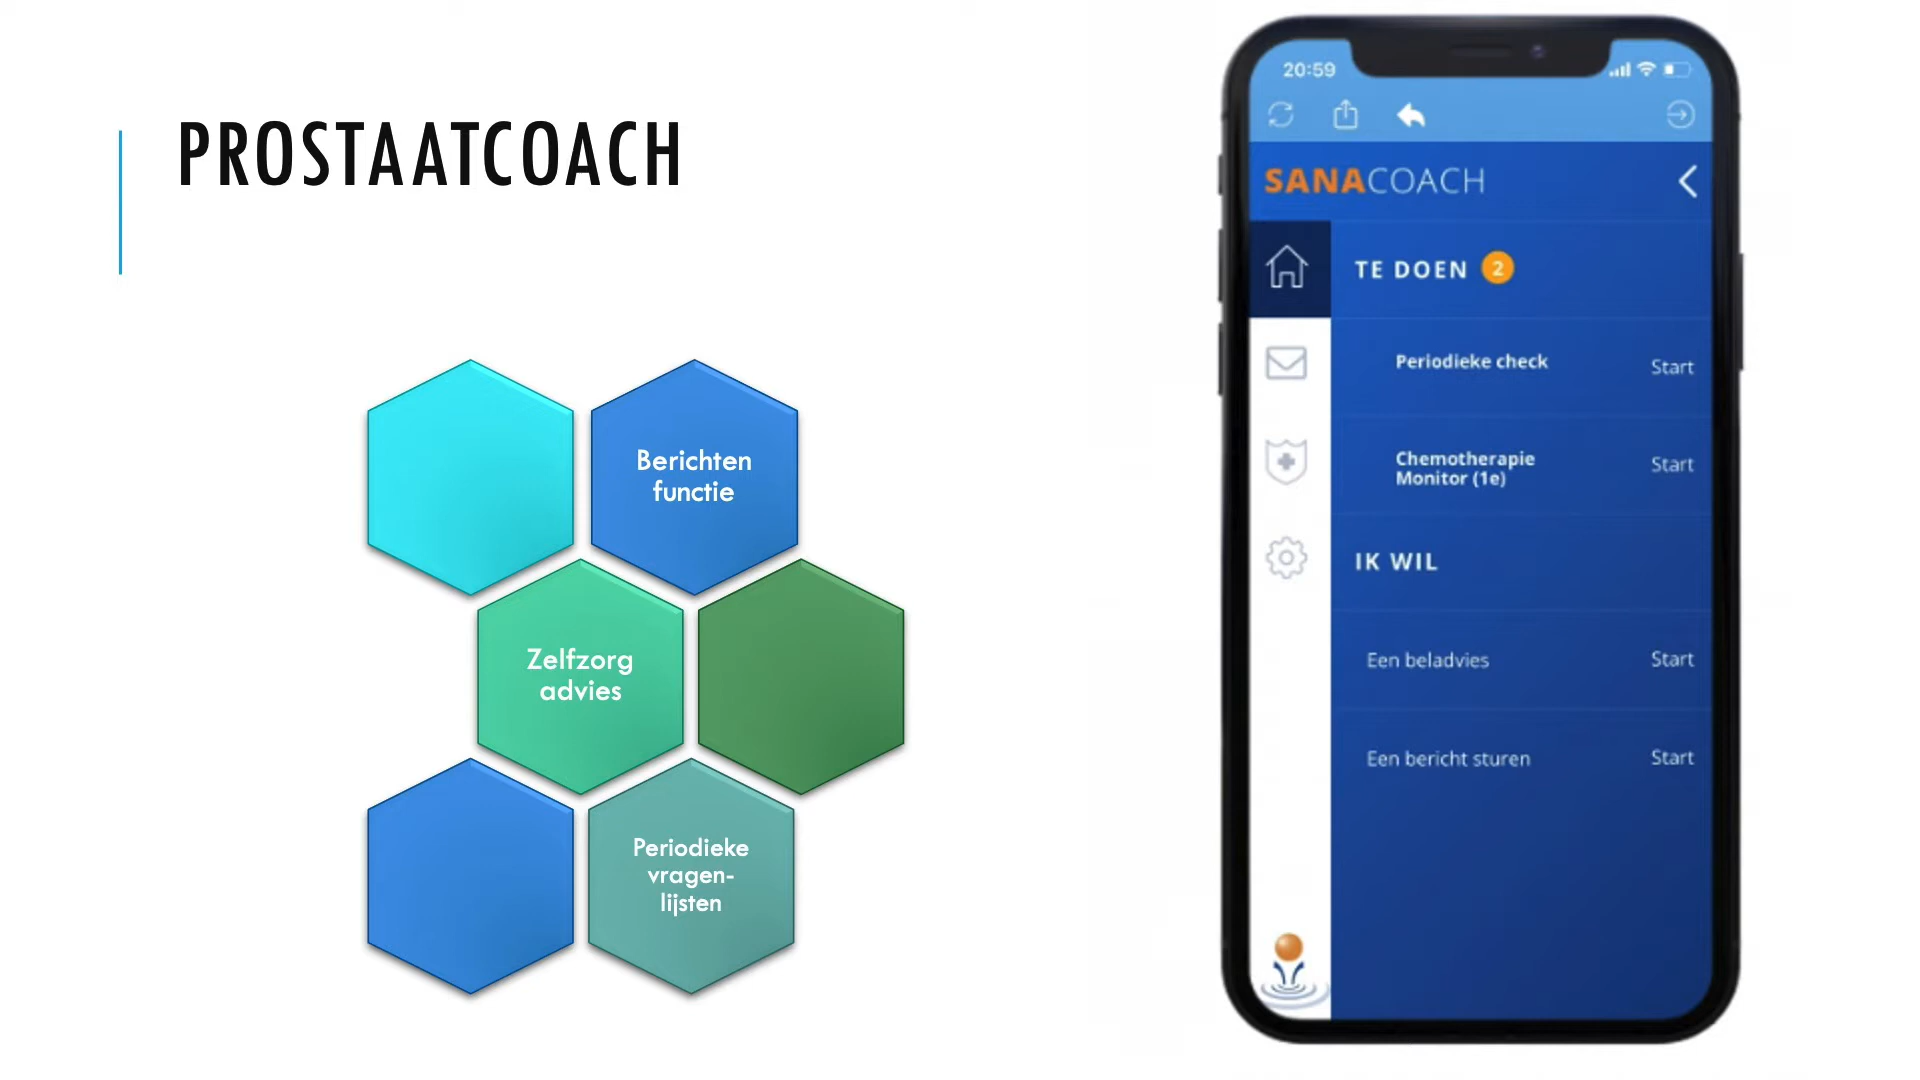 PROSTAATCOACH
Berichten
functie
Zelfzorg
advies
Periodieke
vragen-
lijsten
20:59
SANACOACH
TE DOEN 2
Periodieke check Start
Chemotherapie
Monitor (1e) Start
IK WIL
Een beladvies Start
Een bericht sturen Start